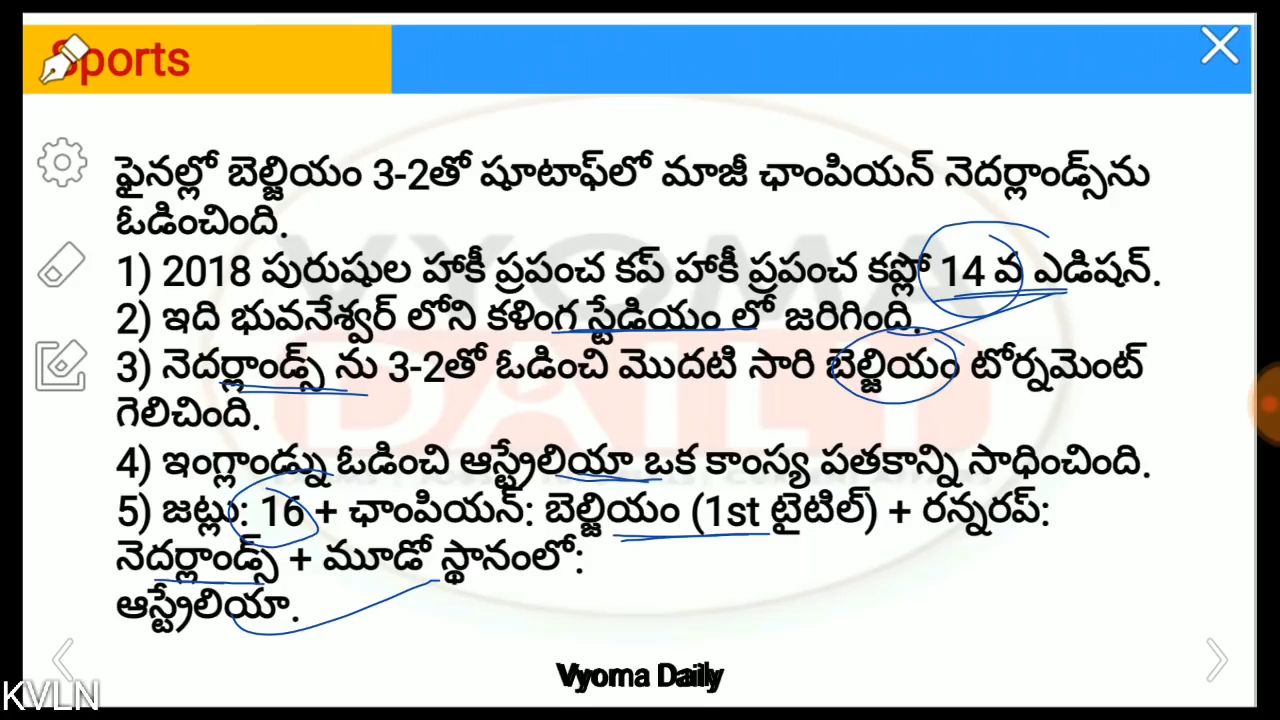 Sports
ఫైనల్లో బెల్జియం 3-2తో షూటాఫ్‌లో మాజీ ఛాంపియన్ నెదర్లాండ్స్‌ను
ఓడించింది.
1) 2018 పురుషుల హాకీ ప్రపంచ కప్ హాకీ ప్రపంచ కప్లో 14 వ ఎడిషన్.
2) ఇది భువనేశ్వర్ లోని కళింగ స్టేడియం లో జరిగింది.
3) నెదర్లాండ్స్ ను 3-2తో ఓడించి మొదటి సారి బెల్జియం టోర్నమెంట్
గెలిచింది.
4) ఇంగ్లాండ్ను ఓడించి ఆస్ట్రేలియా ఒక కాంస్య పతకాన్ని సాధించింది.
5) జట్లు: 16 + ఛాంపియన్: బెల్జియం (1st టైటిల్) + రన్నరప్:
నెదర్లాండ్స్ + మూడో స్థానంలో:
ఆస్ట్రేలియా.
Vyoma Daily
KVLN
VYOMA
DAILY